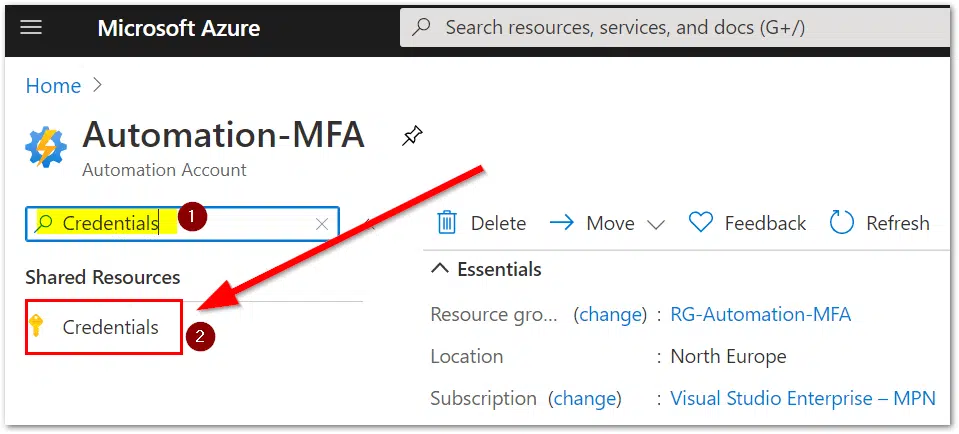 Microsoft Azure
Search resources, services, and docs (G+/)
Home
Automation-MFA
Automation Account
Credentials 1
Delete Move Feedback Refresh
Shared Resources
Credentials 2
Essentials
Resource gro... (change) : RG-Automation-MFA
Location : North Europe
Subscription (change) : Visual Studio Enterprise – MPN